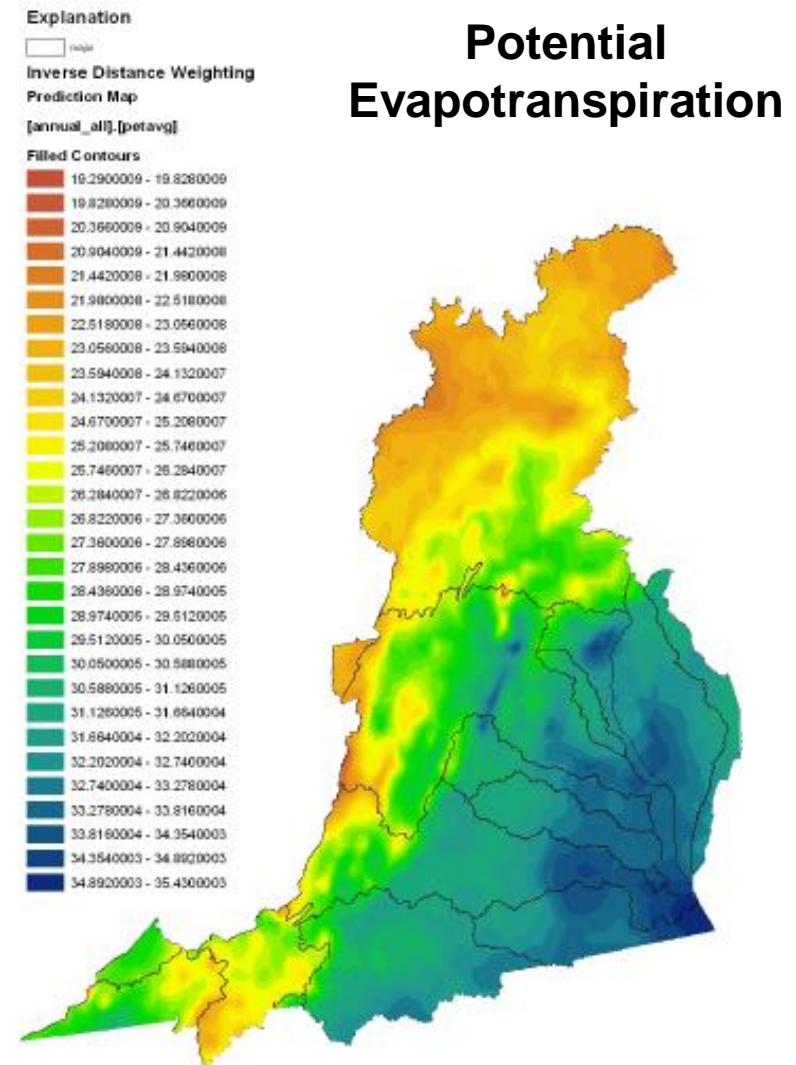 Explanation
Potential
Evapotranspiration
Inverse Distance Weighting
Prediction Map
[annual_all].[petavg]
Filled Contours
19.2900009 - 19.8280009
19.8280009 - 20.3660009
20.3660009 - 20.9040009
20.9040009 - 21.4420008
21.4420008 - 21.9800008
21.9800008 - 22.5180008
22.5180008 - 23.0560008
23.0560008 - 23.5940008
23.5940008 - 24.1320007
24.1320007 - 24.6700007
24.6700007 - 25.2080007
25.2080007 - 25.7460007
25.7460007 - 26.2840007
26.2840007 - 26.8220006
26.8220006 - 27.3600006
27.3600006 - 27.8980006
27.8980006 - 28.4360006
28.4360006 - 28.9740005
28.9740005 - 29.5120005
29.5120005 - 30.0500005
30.0500005 - 30.5880005
30.5880005 - 31.1260005
31.1260005 - 31.6640004
31.6640004 - 32.2020004
32.2020004 - 32.7400004
32.7400004 - 33.2780004
33.2780004 - 33.8160004
33.8160004 - 34.3540003
34.3540003 - 34.8920003
34.8920003 - 35.4300003